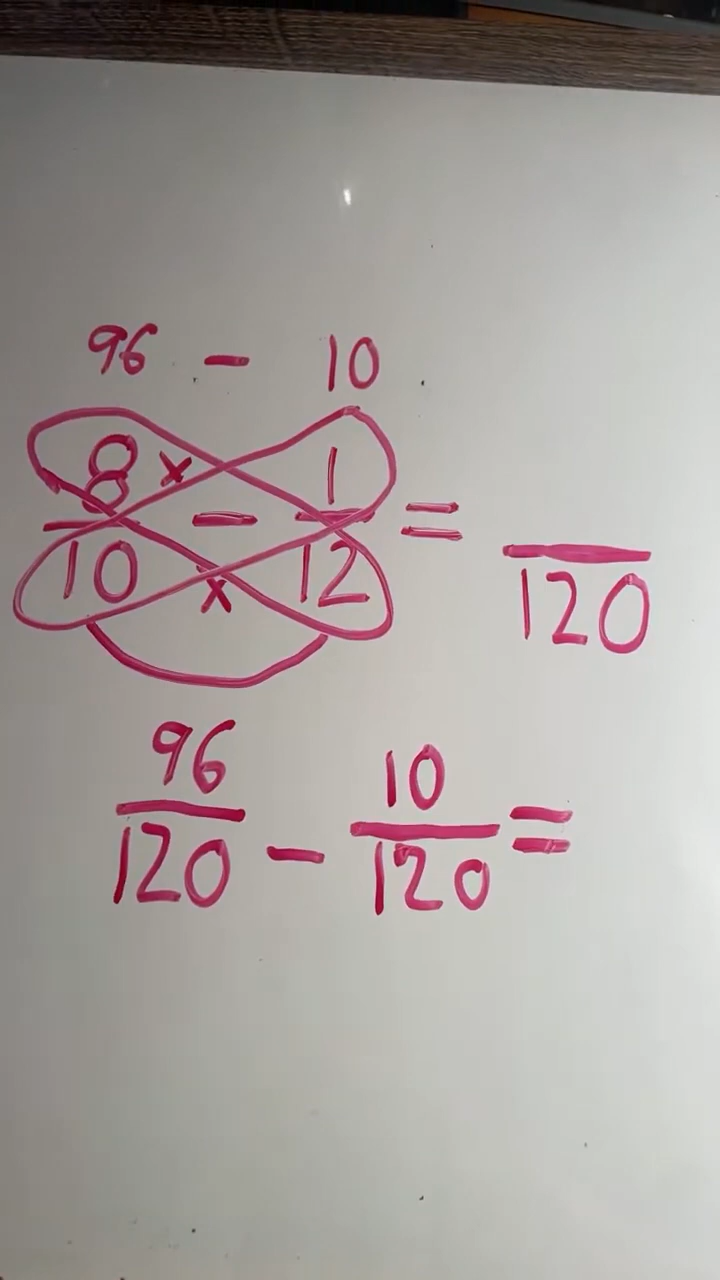 96 - 10
8/10 x x - 1/12 = /120
96/120 - 10/120 =